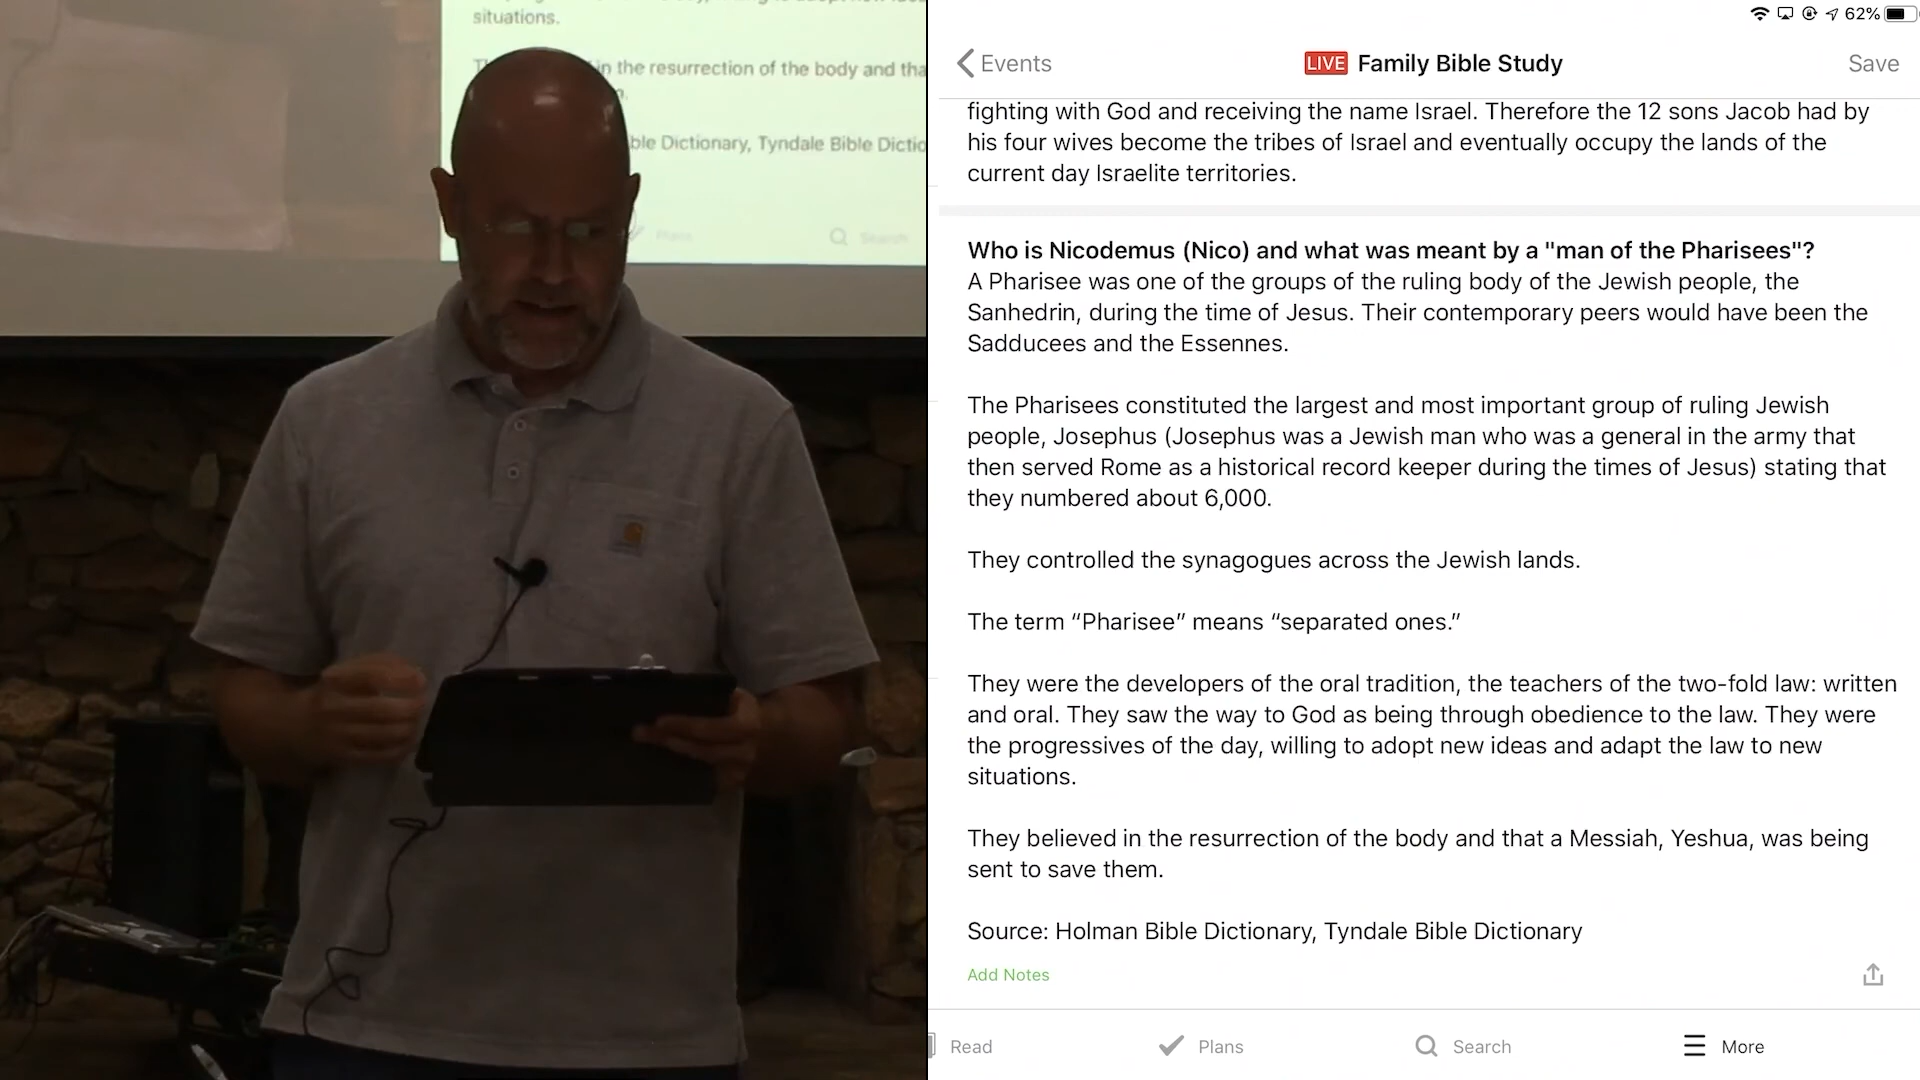 situations.
in the resurrection of the body and tha
ble Dictionary, Tyndale Bible Dictio
Plans
Search
62%
Events
LIVE Family Bible Study
Save
fighting with God and receiving the name Israel. Therefore the 12 sons Jacob had by
his four wives become the tribes of Israel and eventually occupy the lands of the
current day Israelite territories.
Who is Nicodemus (Nico) and what was meant by a "man of the Pharisees"?
A Pharisee was one of the groups of the ruling body of the Jewish people, the
Sanhedrin, during the time of Jesus. Their contemporary peers would have been the
Sadducees and the Essennes.
The Pharisees constituted the largest and most important group of ruling Jewish
people, Josephus (Josephus was a Jewish man who was a general in the army that
then served Rome as a historical record keeper during the times of Jesus) stating that
they numbered about 6,000.
They controlled the synagogues across the Jewish lands.
The term “Pharisee” means “separated ones.”
They were the developers of the oral tradition, the teachers of the two-fold law: written
and oral. They saw the way to God as being through obedience to the law. They were
the progressives of the day, willing to adopt new ideas and adapt the law to new
situations.
They believed in the resurrection of the body and that a Messiah, Yeshua, was being
sent to save them.
Source: Holman Bible Dictionary, Tyndale Bible Dictionary
Add Notes
Read
Plans
Search
More